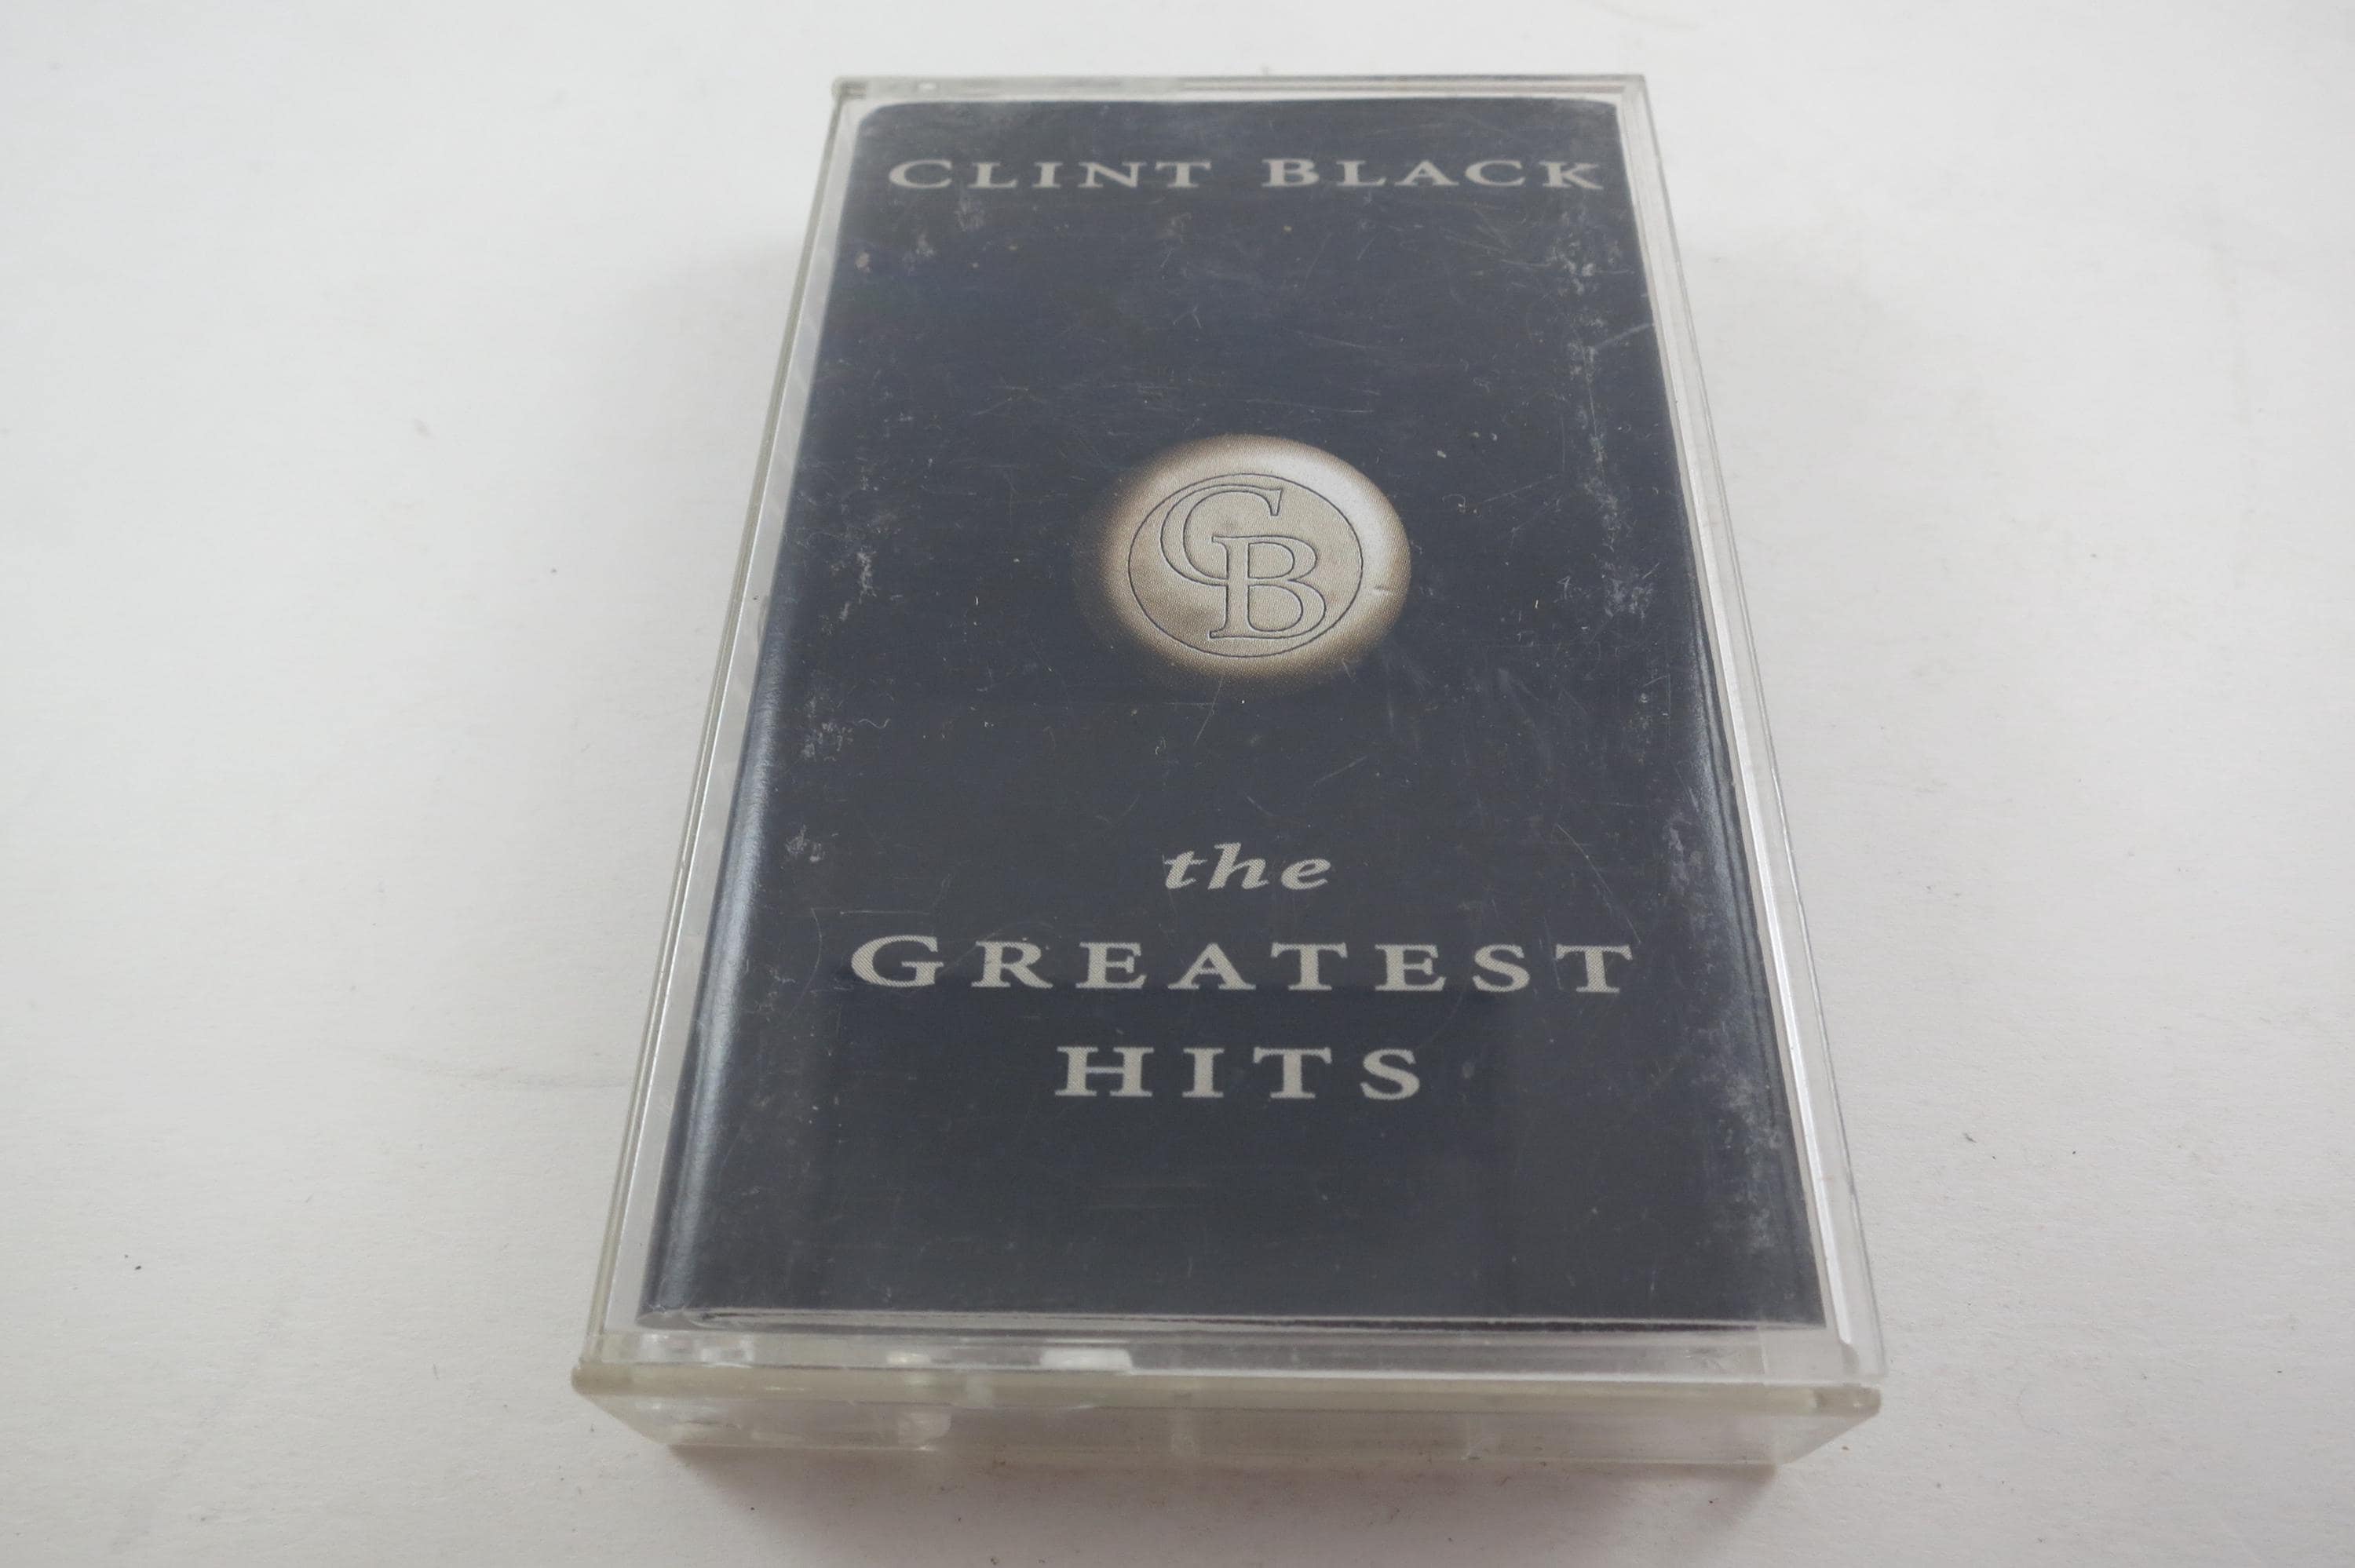 CLINT BLACK
CB
the
GREATEST
HITS